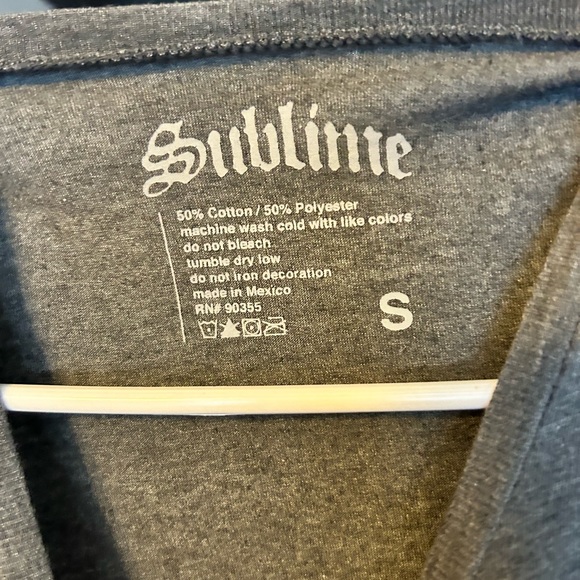 Sublime
50% Cotton / 50% Polyester
machine wash cold with like colors
do not bleach
tumble dry low
do not iron decoration
made in Mexico
RN# 90355
S